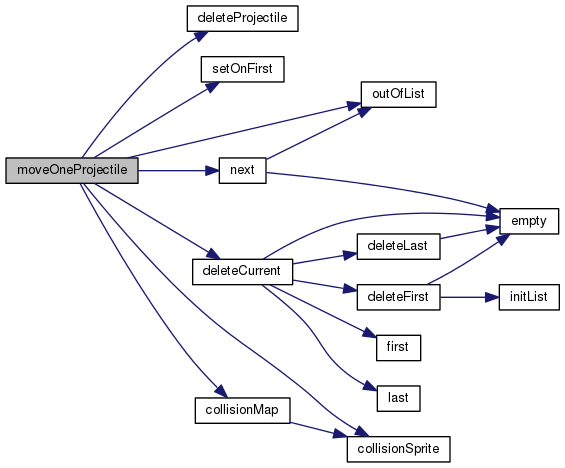 deleteProjectile
setOnFirst
outOfList
moveOneProjectile
next
empty
deleteLast
deleteCurrent
deleteFirst
initList
first
last
collisionMap
collisionSprite